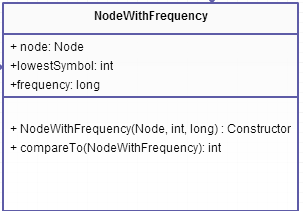 NodeWithFrequency
+ node: Node
+lowestSymbol: int
+frequency: long
+ NodeWithFrequency(Node, int, long) : Constructor
+ compareTo(NodeWithFrequency): int